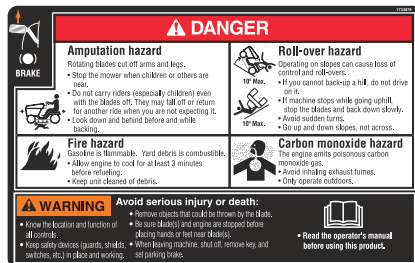 1734875
DANGER
BRAKE
Amputation hazard
Rotating blades cut off arms and legs.
• Stop the mower when children or others are
near.
• Do not carry riders (especially children) even
with the blades off. They may fall off or return
for another ride when you are not expecting it.
• Look down and behind before and while
backing.
10° Max.
10° Max.
Roll-over hazard
Operating on slopes can cause loss of
control and roll-overs.
• If you cannot back-up a hill, do not drive
on it.
• If machine stops while going uphill,
stop the blades and back down slowly.
• Avoid sudden turns.
• Go up and down slopes, not across.
Fire hazard
Gasoline is flammable. Yard debris is combustible.
• Allow engine to cool for at least 3 minutes
before refueling.
• Keep unit cleaned of debris.
Carbon monoxide hazard
The engine emits poisonous carbon
monoxide gas.
• Avoid inhaling exhaust fumes.
• Only operate outdoors.
WARNING
• Know the location and function of
all controls.
• Keep safety devices (guards, shields,
switches, etc.) in place and working.
Avoid serious injury or death:
• Remove objects that could be thrown by the blade.
• Be sure blade(s) and engine are stopped before
placing hands or feet near blade(s).
• When leaving machine, shut off, remove key, and
set parking brake.
• Read the operator's manual
before using this product.